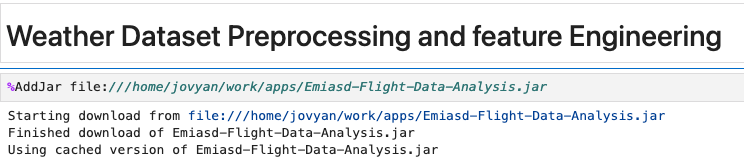 Weather Dataset Preprocessing and feature Engineering
%AddJar file:///home/jovyan/work/apps/Emiasd-Flight-Data-Analysis.jar
Starting download from file:///home/jovyan/work/apps/Emiasd-Flight-Data-Analysis.jar
Finished download of Emiasd-Flight-Data-Analysis.jar
Using cached version of Emiasd-Flight-Data-Analysis.jar